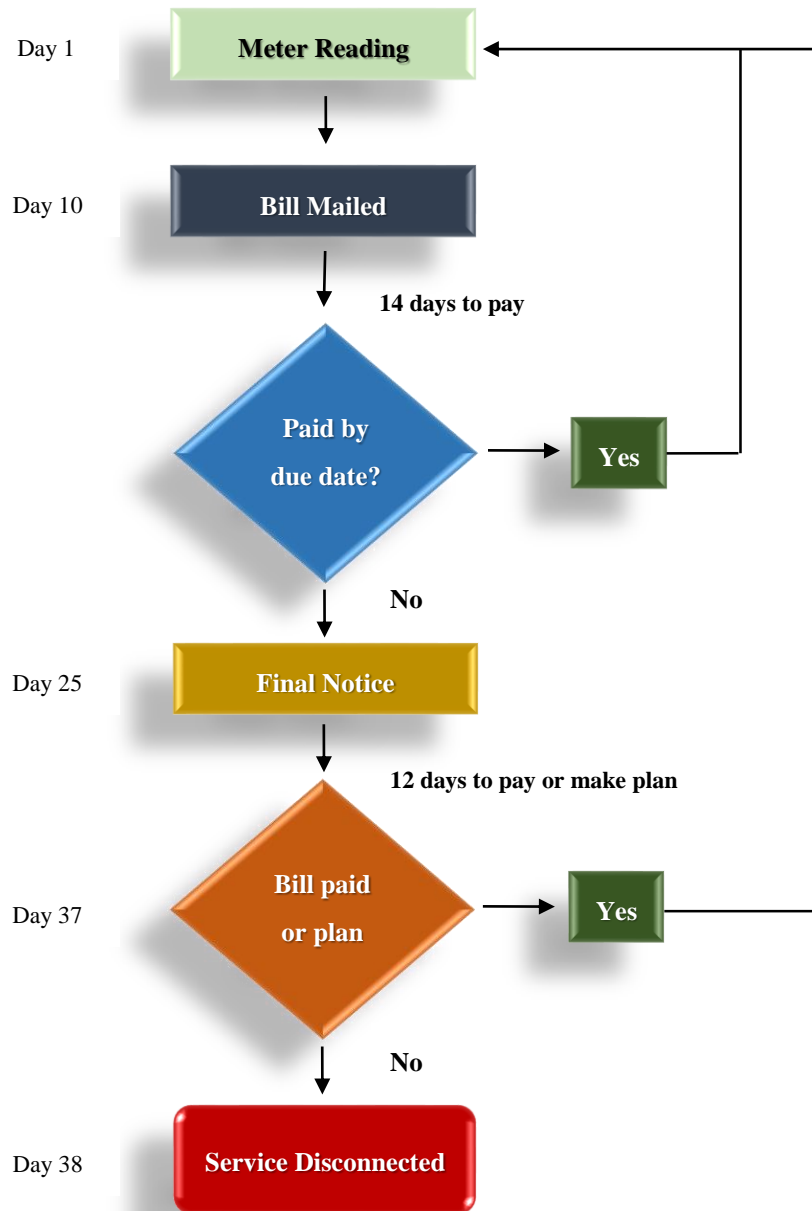 Day 1
Meter Reading
Day 10
Bill Mailed
14 days to pay
Paid by
due date?
Yes
No
Day 25
Final Notice
12 days to pay or make plan
Day 37
Bill paid
or plan
Yes
No
Day 38
Service Disconnected